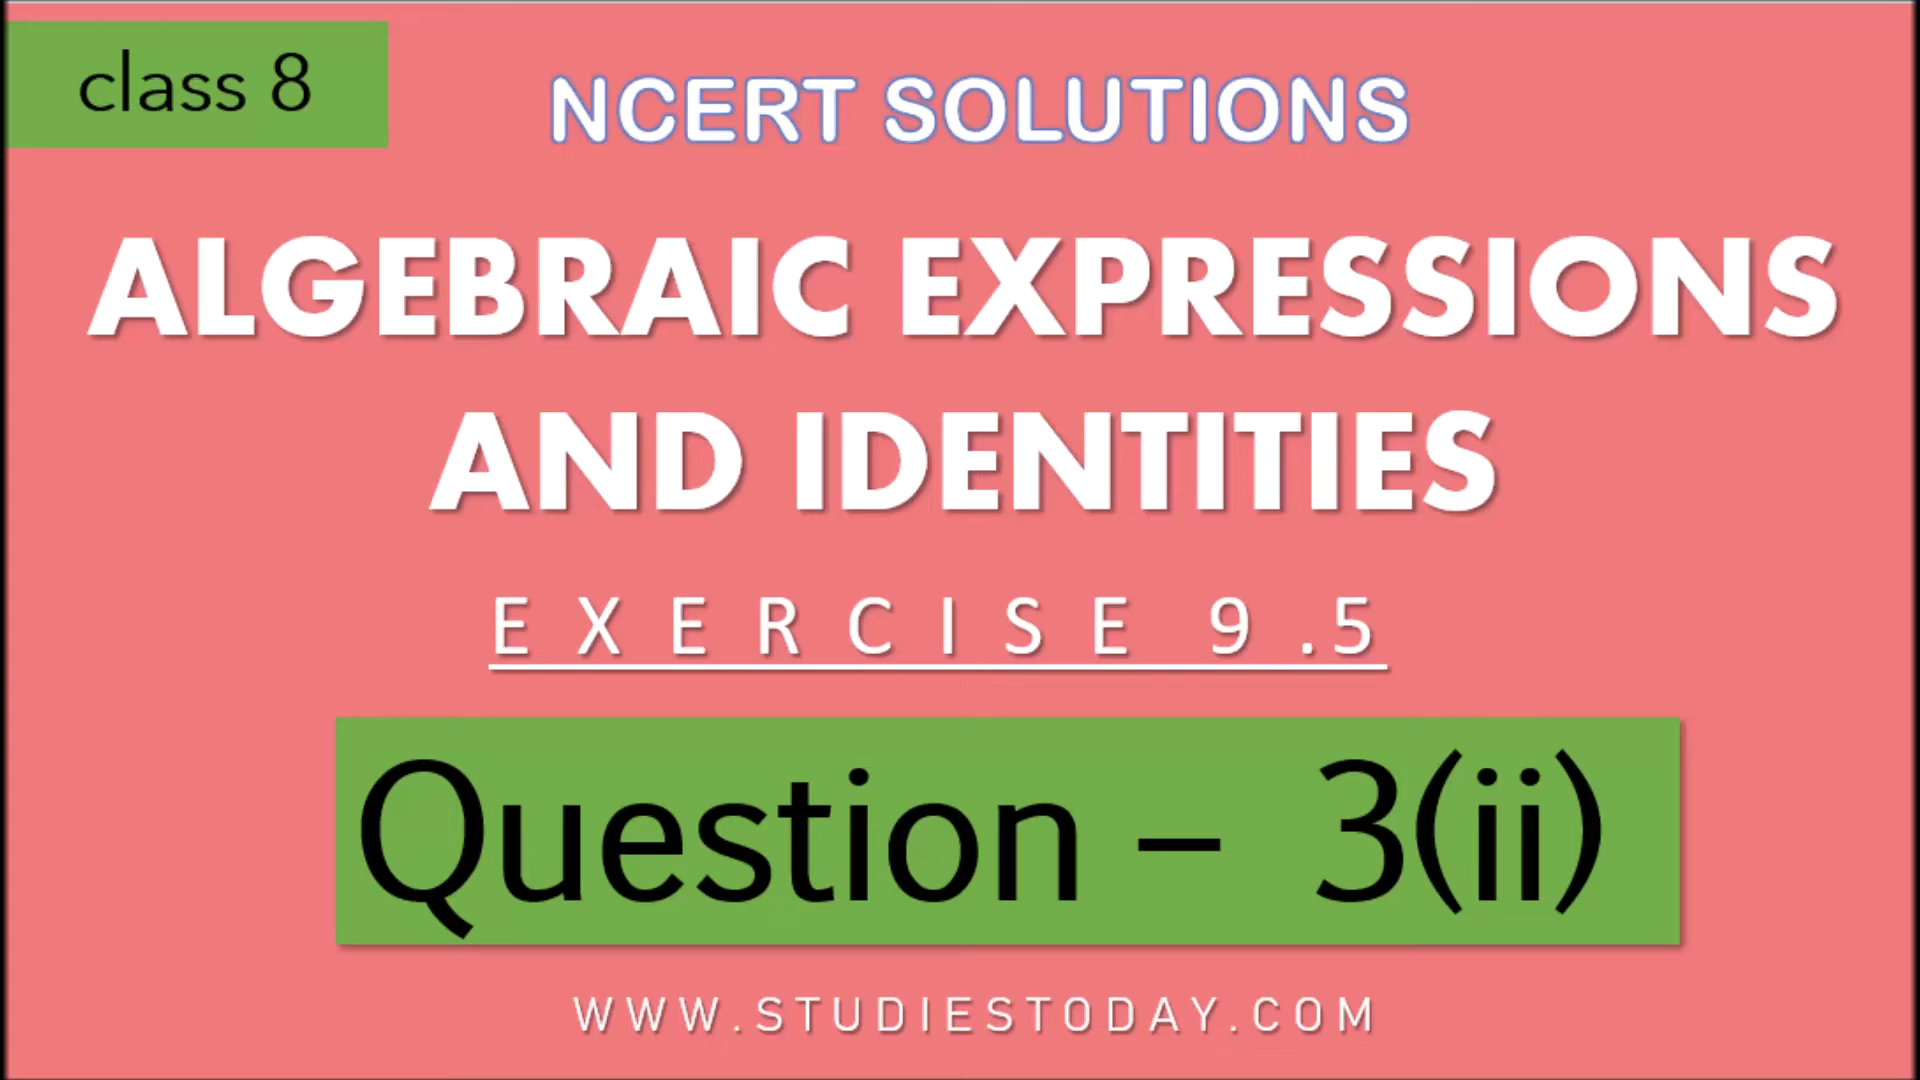 class 8
NCERT SOLUTIONS
ALGEBRAIC EXPRESSIONS
AND IDENTITIES
EXERCISE 9.5
Question – 3(ii)
WWW.STUDIESTODAY.COM